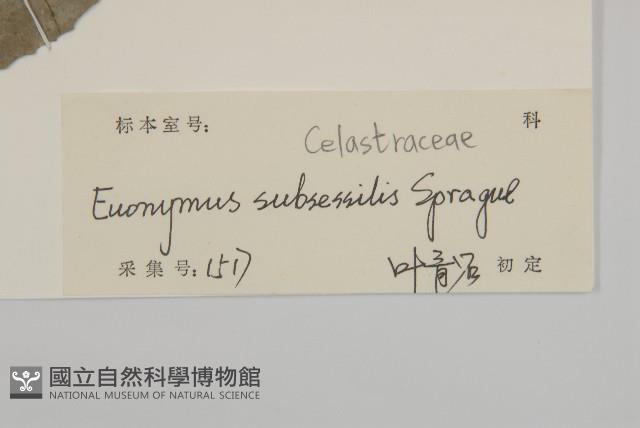 标本室号: Celastraceae 科
Euonymus subsessilis Sprague
采集号: 1517 叶 初定
國立自然科學博物館
NATIONAL MUSEUM OF NATURAL SCIENCE